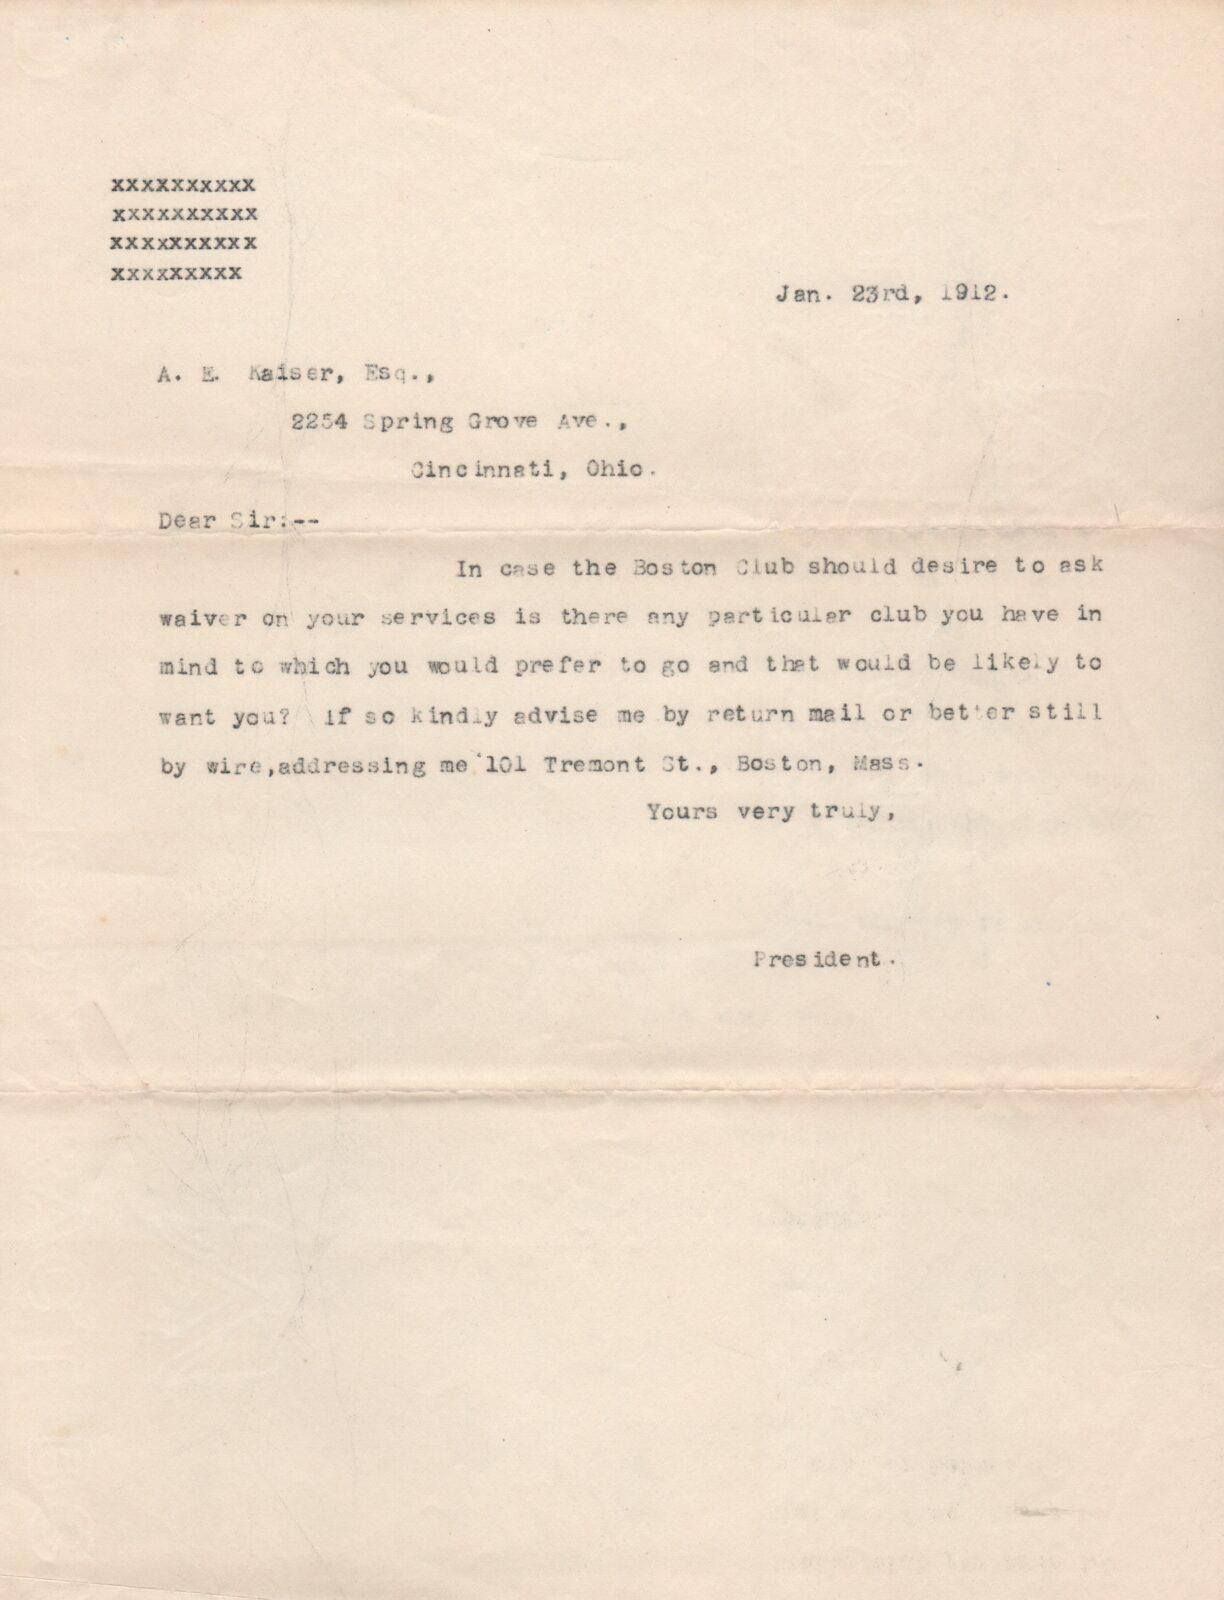 xxxxxxxxxx
xxxxxxxxxx
xxxxxxxxxx
xxxxxxxxx
Jan. 23rd, 1912.
A. E. Kaiser, Esq.,
2254 Spring Grove Ave.,
Cincinnati, Ohio.
Dear Sir:--
In case the Boston Club should desire to ask
waiver on your services is there any particular club you have in
mind to which you would prefer to go and that would be likely to
want you? If so kindly advise me by return mail or better still
by wire,addressing me 101 Tremont St., Boston, Mass.
Yours very truly,
President.